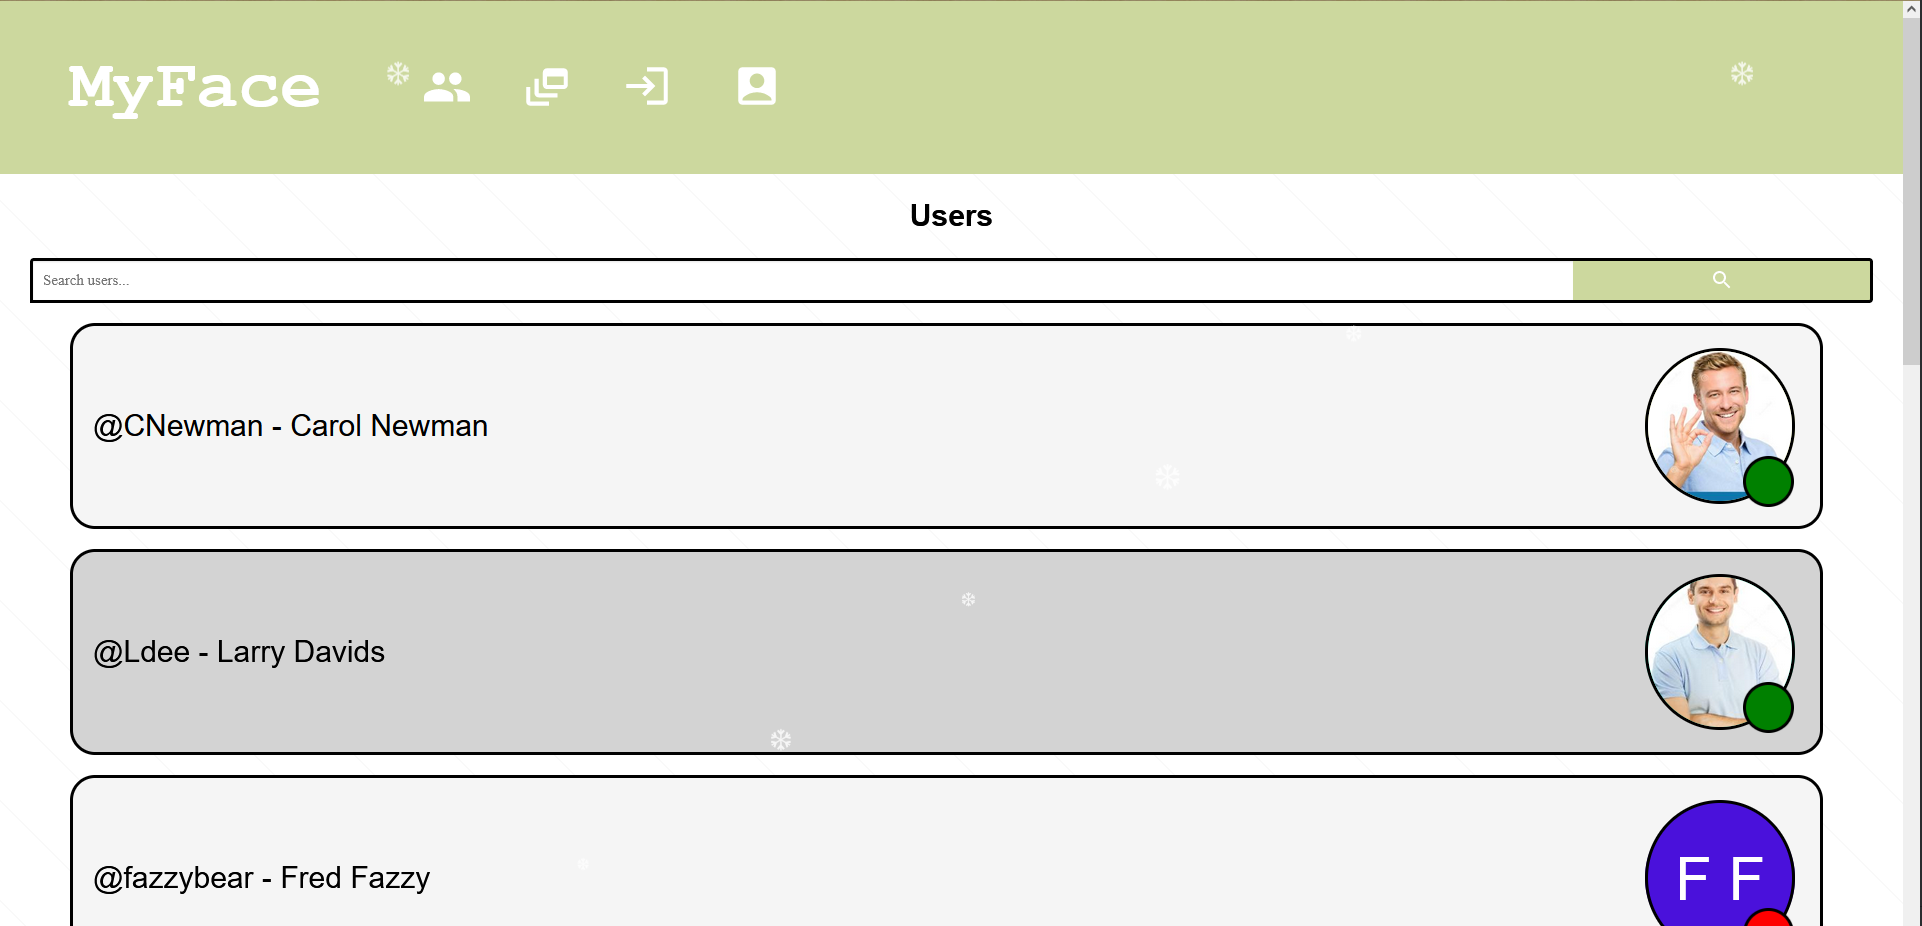 MyFace
Users
Search users...
@CNewman - Carol Newman
@Ldee - Larry Davids
@fazzybear - Fred Fazzy
F F